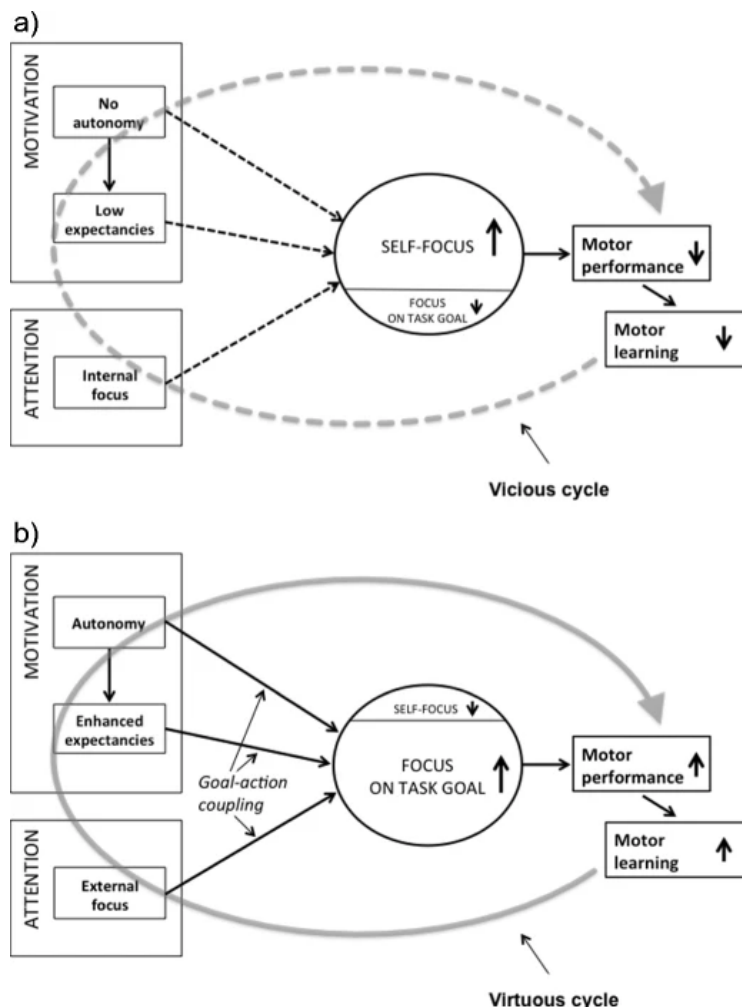 a)
MOTIVATION
No
autonomy
Low
expectancies
ATTENTION
Internal
focus
SELF-FOCUS
FOCUS
ON TASK GOAL
Motor
performance
Motor
learning
Vicious cycle
b)
MOTIVATION
Autonomy
Enhanced
expectancies
Goal-action
coupling
ATTENTION
External
focus
SELF-FOCUS
FOCUS
ON TASK GOAL
Motor
performance
Motor
learning
Virtuous cycle